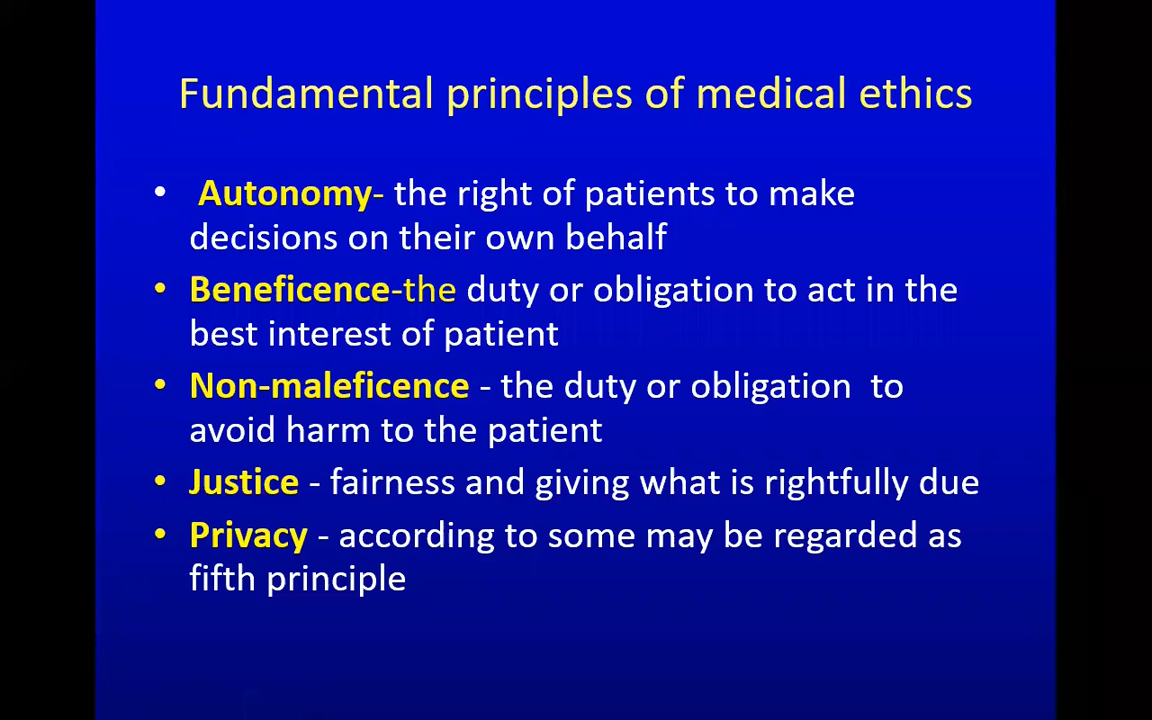 Fundamental principles of medical ethics
• Autonomy- the right of patients to make
decisions on their own behalf
• Beneficence-the duty or obligation to act in the
best interest of patient
• Non-maleficence - the duty or obligation  to
avoid harm to the patient
• Justice - fairness and giving what is rightfully due
• Privacy - according to some may be regarded as
fifth principle